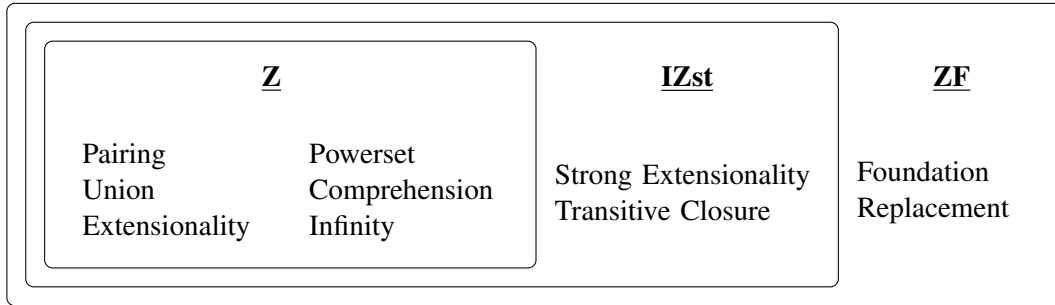 Z
Pairing
Union
Extensionality
Powerset
Comprehension
Infinity
IZst
Strong Extensionality
Transitive Closure
ZF
Foundation
Replacement